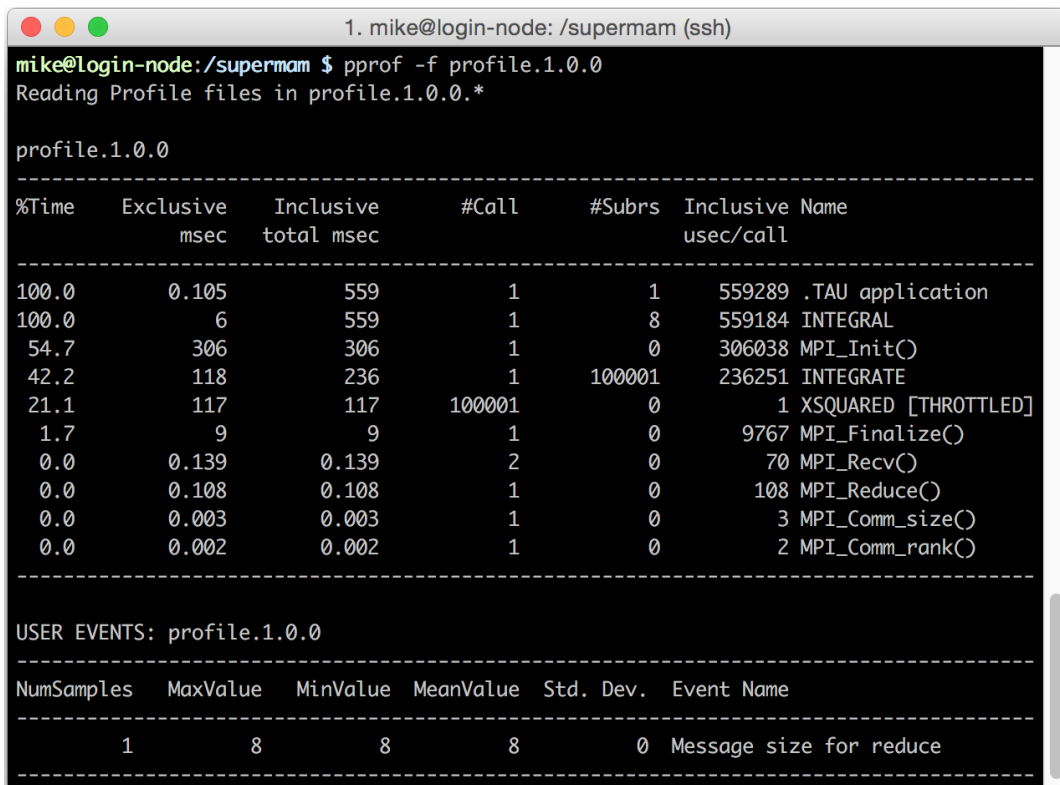 1. mike@login-node: /supermam (ssh)
mike@login-node:/supermam $ pprof -f profile.1.0.0
Reading Profile files in profile.1.0.0.*
profile.1.0.0
---------------------------------------------------------------------------------------
%Time    Exclusive    Inclusive       #Call      #Subrs  Inclusive Name
              msec   total msec                          usec/call
---------------------------------------------------------------------------------------
100.0        0.105          559           1           1     559289 .TAU application
100.0            6          559           1           8     559184 INTEGRAL
 54.7          306          306           1           0     306038 MPI_Init()
 42.2          118          236           1      100001     236251 INTEGRATE
 21.1          117          117      100001           0          1 XSQUARED [THROTTLED]
  1.7            9            9           1           0       9767 MPI_Finalize()
  0.0        0.139        0.139           2           0         70 MPI_Recv()
  0.0        0.108        0.108           1           0        108 MPI_Reduce()
  0.0        0.003        0.003           1           0          3 MPI_Comm_size()
  0.0        0.002        0.002           1           0          2 MPI_Comm_rank()
---------------------------------------------------------------------------------------
USER EVENTS: profile.1.0.0
---------------------------------------------------------------------------------------
NumSamples   MaxValue   MinValue  MeanValue  Std. Dev.  Event Name
---------------------------------------------------------------------------------------
         1          8          8          8          0  Message size for reduce
---------------------------------------------------------------------------------------